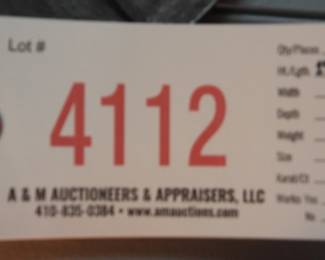 Lot #
4112
A & M AUCTIONEERS & APPRAISERS, LLC
410-835-0384 • www.amauctions.com
Qty/Pieces
Ht./Lgth
Width
Depth
Weight
Size
Karat/Ct
Marks: Yes
No